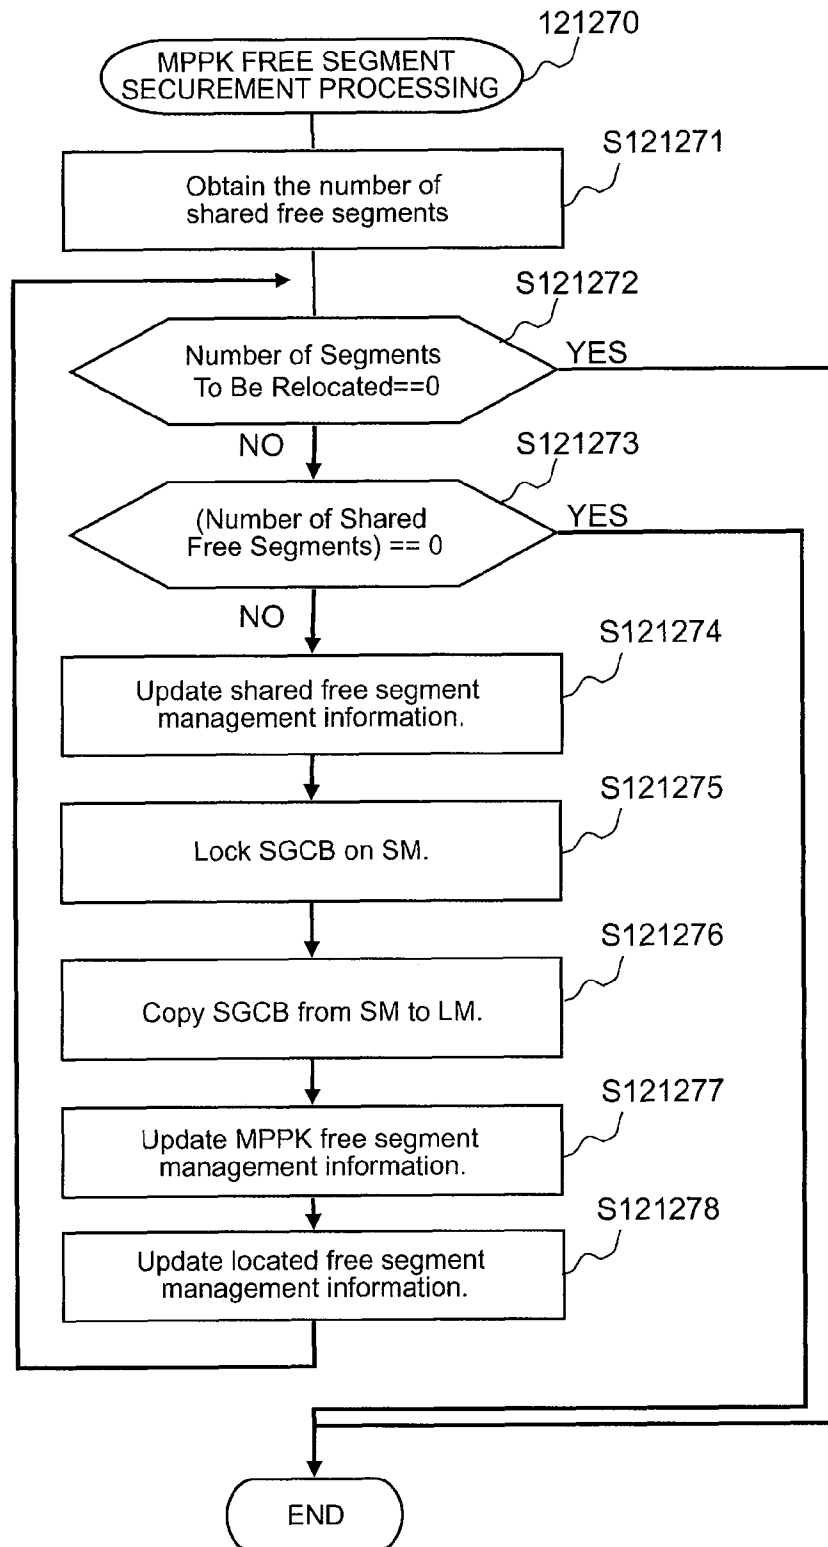 121270
MPPK FREE SEGMENT
SECUREMENT PROCESSING
S121271
Obtain the number of
shared free segments
S121272
Number of Segments
To Be Relocated==0
YES
NO
S121273
(Number of Shared
Free Segments) == 0
YES
NO
S121274
Update shared free segment
management information.
S121275
Lock SGCB on SM.
S121276
Copy SGCB from SM to LM.
S121277
Update MPPK free segment
management information.
S121278
Update located free segment
management information.
END